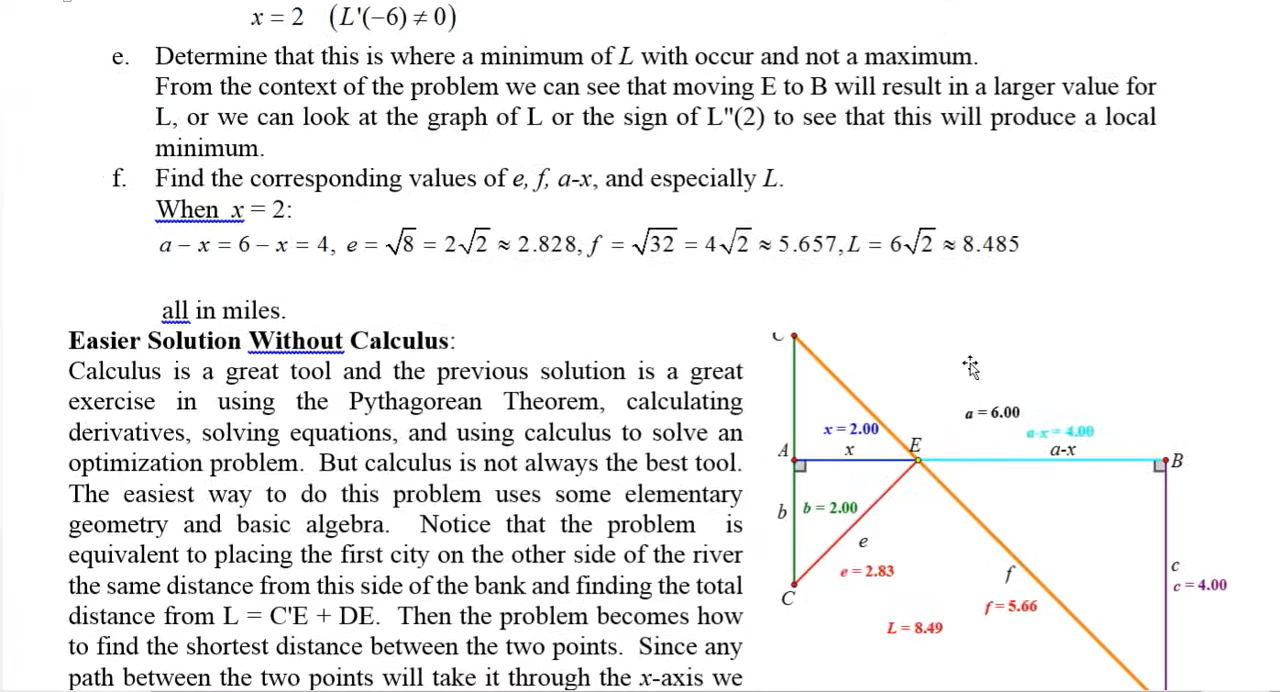 x = 2 (L'(−6) ≠ 0)
e. Determine that this is where a minimum of L with occur and not a maximum.
From the context of the problem we can see that moving E to B will result in a larger value for
L, or we can look at the graph of L or the sign of L"(2) to see that this will produce a local
minimum.
f. Find the corresponding values of e, f, a-x, and especially L.
When x = 2:
a − x = 6 − x = 4, e = √8 = 2√2 ≈ 2.828, f = √32 = 4√2 ≈ 5.657, L = 6√2 ≈ 8.485
all in miles.
Easier Solution Without Calculus:
Calculus is a great tool and the previous solution is a great
exercise in using the Pythagorean Theorem, calculating
derivatives, solving equations, and using calculus to solve an
optimization problem. But calculus is not always the best tool.
The easiest way to do this problem uses some elementary
geometry and basic algebra. Notice that the problem is
equivalent to placing the first city on the other side of the river
the same distance from this side of the bank and finding the total
distance from L = C'E + DE. Then the problem becomes how
to find the shortest distance between the two points. Since any
path between the two points will take it through the x-axis we
a = 6.00
x = 2.00
a-x = 4.00
A
x
E
a-x
B
b
b = 2.00
e
e = 2.83
C
f
f = 5.66
c
c = 4.00
L = 8.49